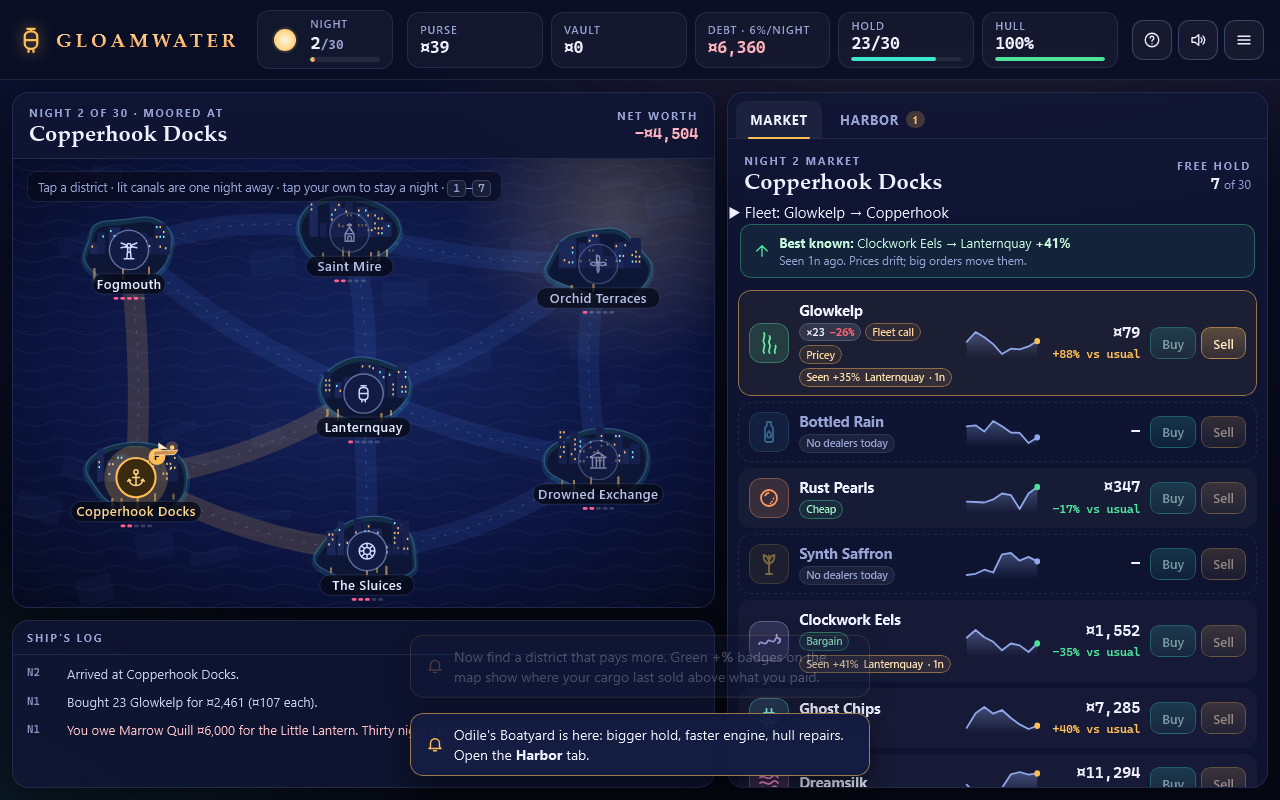 GLOAMWATER
NIGHT
2/30
PURSE
¤39
VAULT
¤0
DEBT · 6%/NIGHT
¤6,360
HOLD
23/30
HULL
100%
NIGHT 2 OF 30 · MOORED AT
Copperhook Docks
NET WORTH
−¤4,504
Tap a district · lit canals are one night away · tap your own to stay a night · 1–7
Fogmouth
Saint Mire
Orchid Terraces
Lanternquay
Copperhook Docks
Drowned Exchange
The Sluices
SHIP'S LOG
N2 Arrived at Copperhook Docks.
N1 Bought 23 Glowkelp for ¤2,461 (¤107 each).
N1 You owe Marrow Quill ¤6,000 for the Little Lantern. Thirty
MARKET
HARBOR 1
NIGHT 2 MARKET
Copperhook Docks
FREE HOLD
7 of 30
▶ Fleet: Glowkelp → Copperhook
Best known: Clockwork Eels → Lanternquay +41%
Seen 1n ago. Prices drift; big orders move them.
Glowkelp
×23 −26% Fleet call
Pricey
Seen +35% Lanternquay · 1n
¤79
+88% vs usual
Buy Sell
Bottled Rain
No dealers today
–
Buy Sell
Rust Pearls
Cheap
¤347
−17% vs usual
Buy Sell
Synth Saffron
No dealers today
–
Buy Sell
Clockwork Eels
Bargain
Seen +41% Lanternquay · 1n
¤1,552
−35% vs usual
Buy Sell
Ghost Chips
¤7,285
+40% vs usual
Buy Sell
Dreamsilk
¤11,294
Buy Sell
Now find a district that pays more. Green +% badges on the
map show where your cargo last sold above what you paid.
Odile's Boatyard is here: bigger hold, faster engine, hull repairs.
Open the Harbor tab.